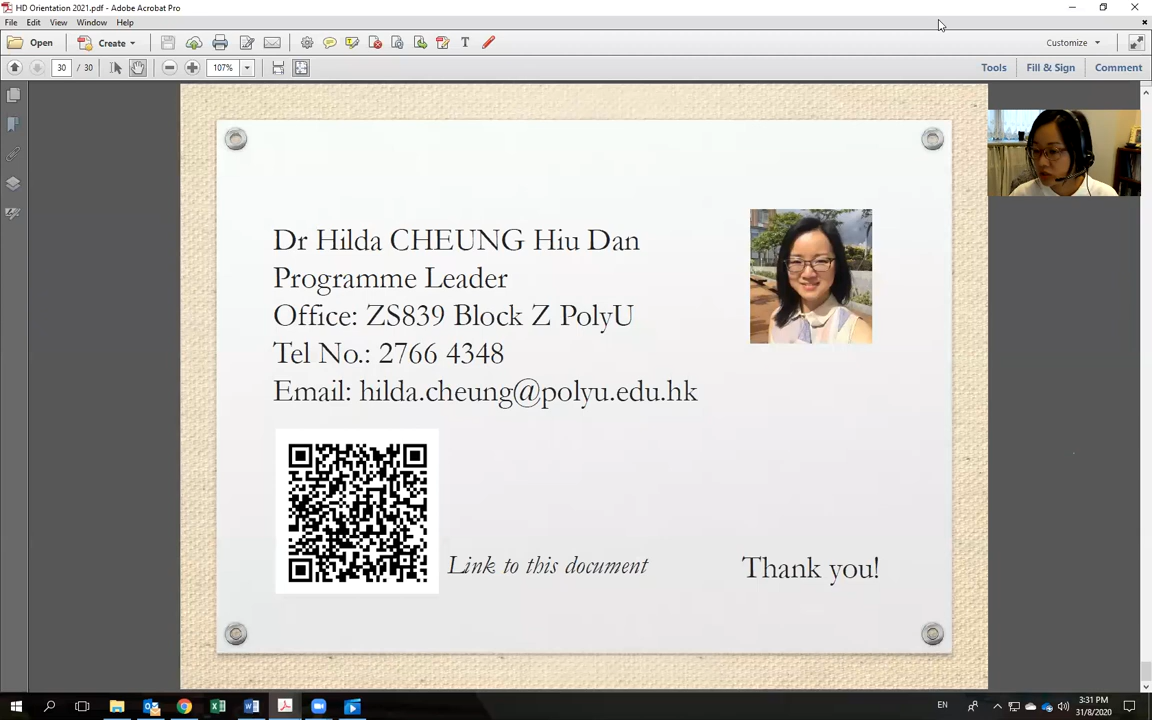 HD Orientation 2021.pdf - Adobe Acrobat Pro
File Edit View Window Help
Open Create Customize
30 / 30 107% Tools Fill & Sign Comment
Dr Hilda CHEUNG Hiu Dan
Programme Leader
Office: ZS839 Block Z PolyU
Tel No.: 2766 4348
Email: hilda.cheung@polyu.edu.hk
Link to this document
Thank you!
EN
3:31 PM
31/8/2020